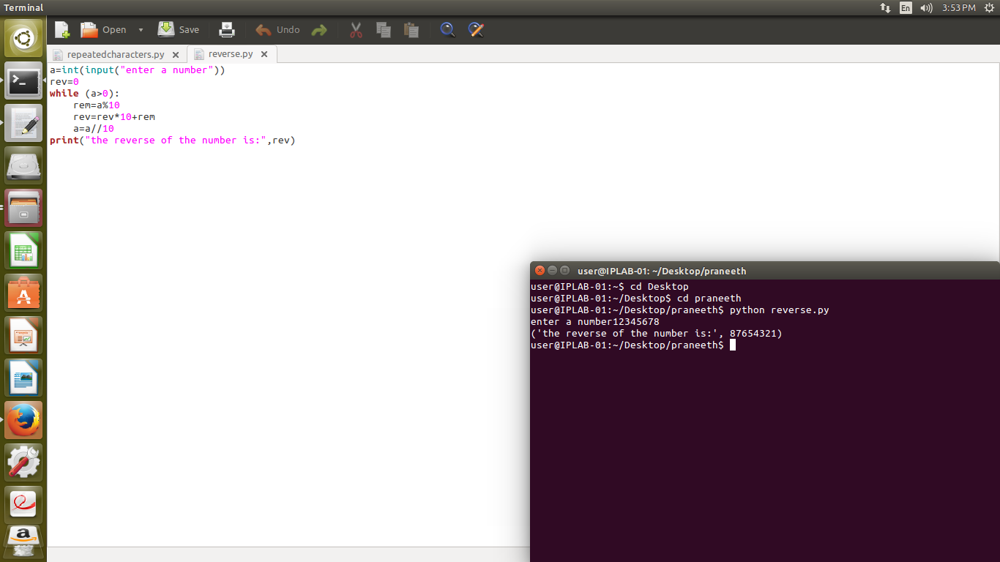 Terminal
En
3:53 PM
Open
Save
Undo
repeatedcharacters.py
reverse.py
a=int(input("enter a number"))
rev=0
while (a>0):
    rem=a%10
    rev=rev*10+rem
    a=a//10
print("the reverse of the number is:",rev)
user@IPLAB-01: ~/Desktop/praneeth
user@IPLAB-01:~$ cd Desktop
user@IPLAB-01:~/Desktop$ cd praneeth
user@IPLAB-01:~/Desktop/praneeth$ python reverse.py
enter a number12345678
('the reverse of the number is:', 87654321)
user@IPLAB-01:~/Desktop/praneeth$